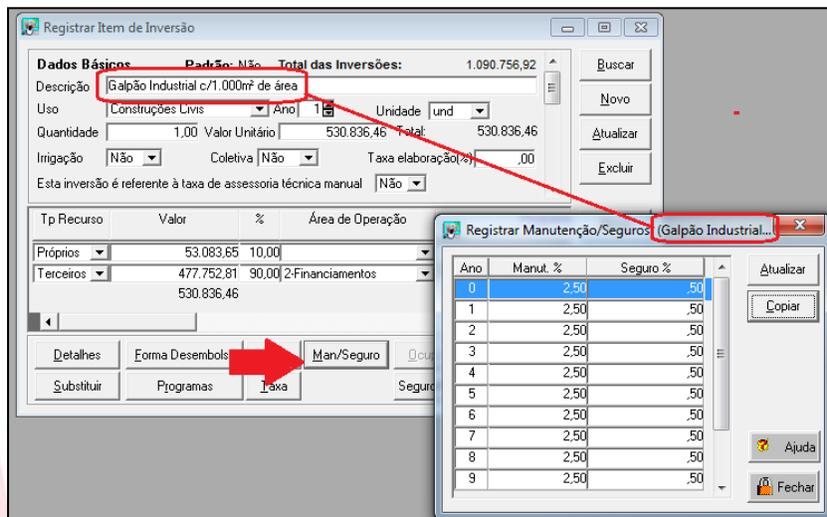 Registrar Item de Inversão
Dados Básicos Padrão: Não Total das Inversões: 1.090.756,92
Descrição Galpão Industrial c/1.000m² de área
Uso Construções Civis Ano 1 Unidade und
Quantidade 1,00 Valor Unitário 530.836,46 Total: 530.836,46
Irrigação Não Coletiva Não Taxa elaboração(%) ,00
Esta inversão é referente à taxa de assessoria técnica manual Não
Buscar
Novo
Atualizar
Excluir
Tp Recurso Valor % Área de Operação
Próprios 53.083,65 10,00
Terceiros 477.752,81 90,00 2-Financiamentos
530.836,46
Detalhes Forma Desembols Man/Seguro Ocup
Substituir Programas Taxa Seguro
Registrar Manutenção/Seguros (Galpão Industrial...
Ano Manut. % Seguro %
0 2,50 ,50
1 2,50 ,50
2 2,50 ,50
3 2,50 ,50
4 2,50 ,50
5 2,50 ,50
6 2,50 ,50
7 2,50 ,50
8 2,50 ,50
9 2,50 ,50
Atualizar
Copiar
Ajuda
Fechar